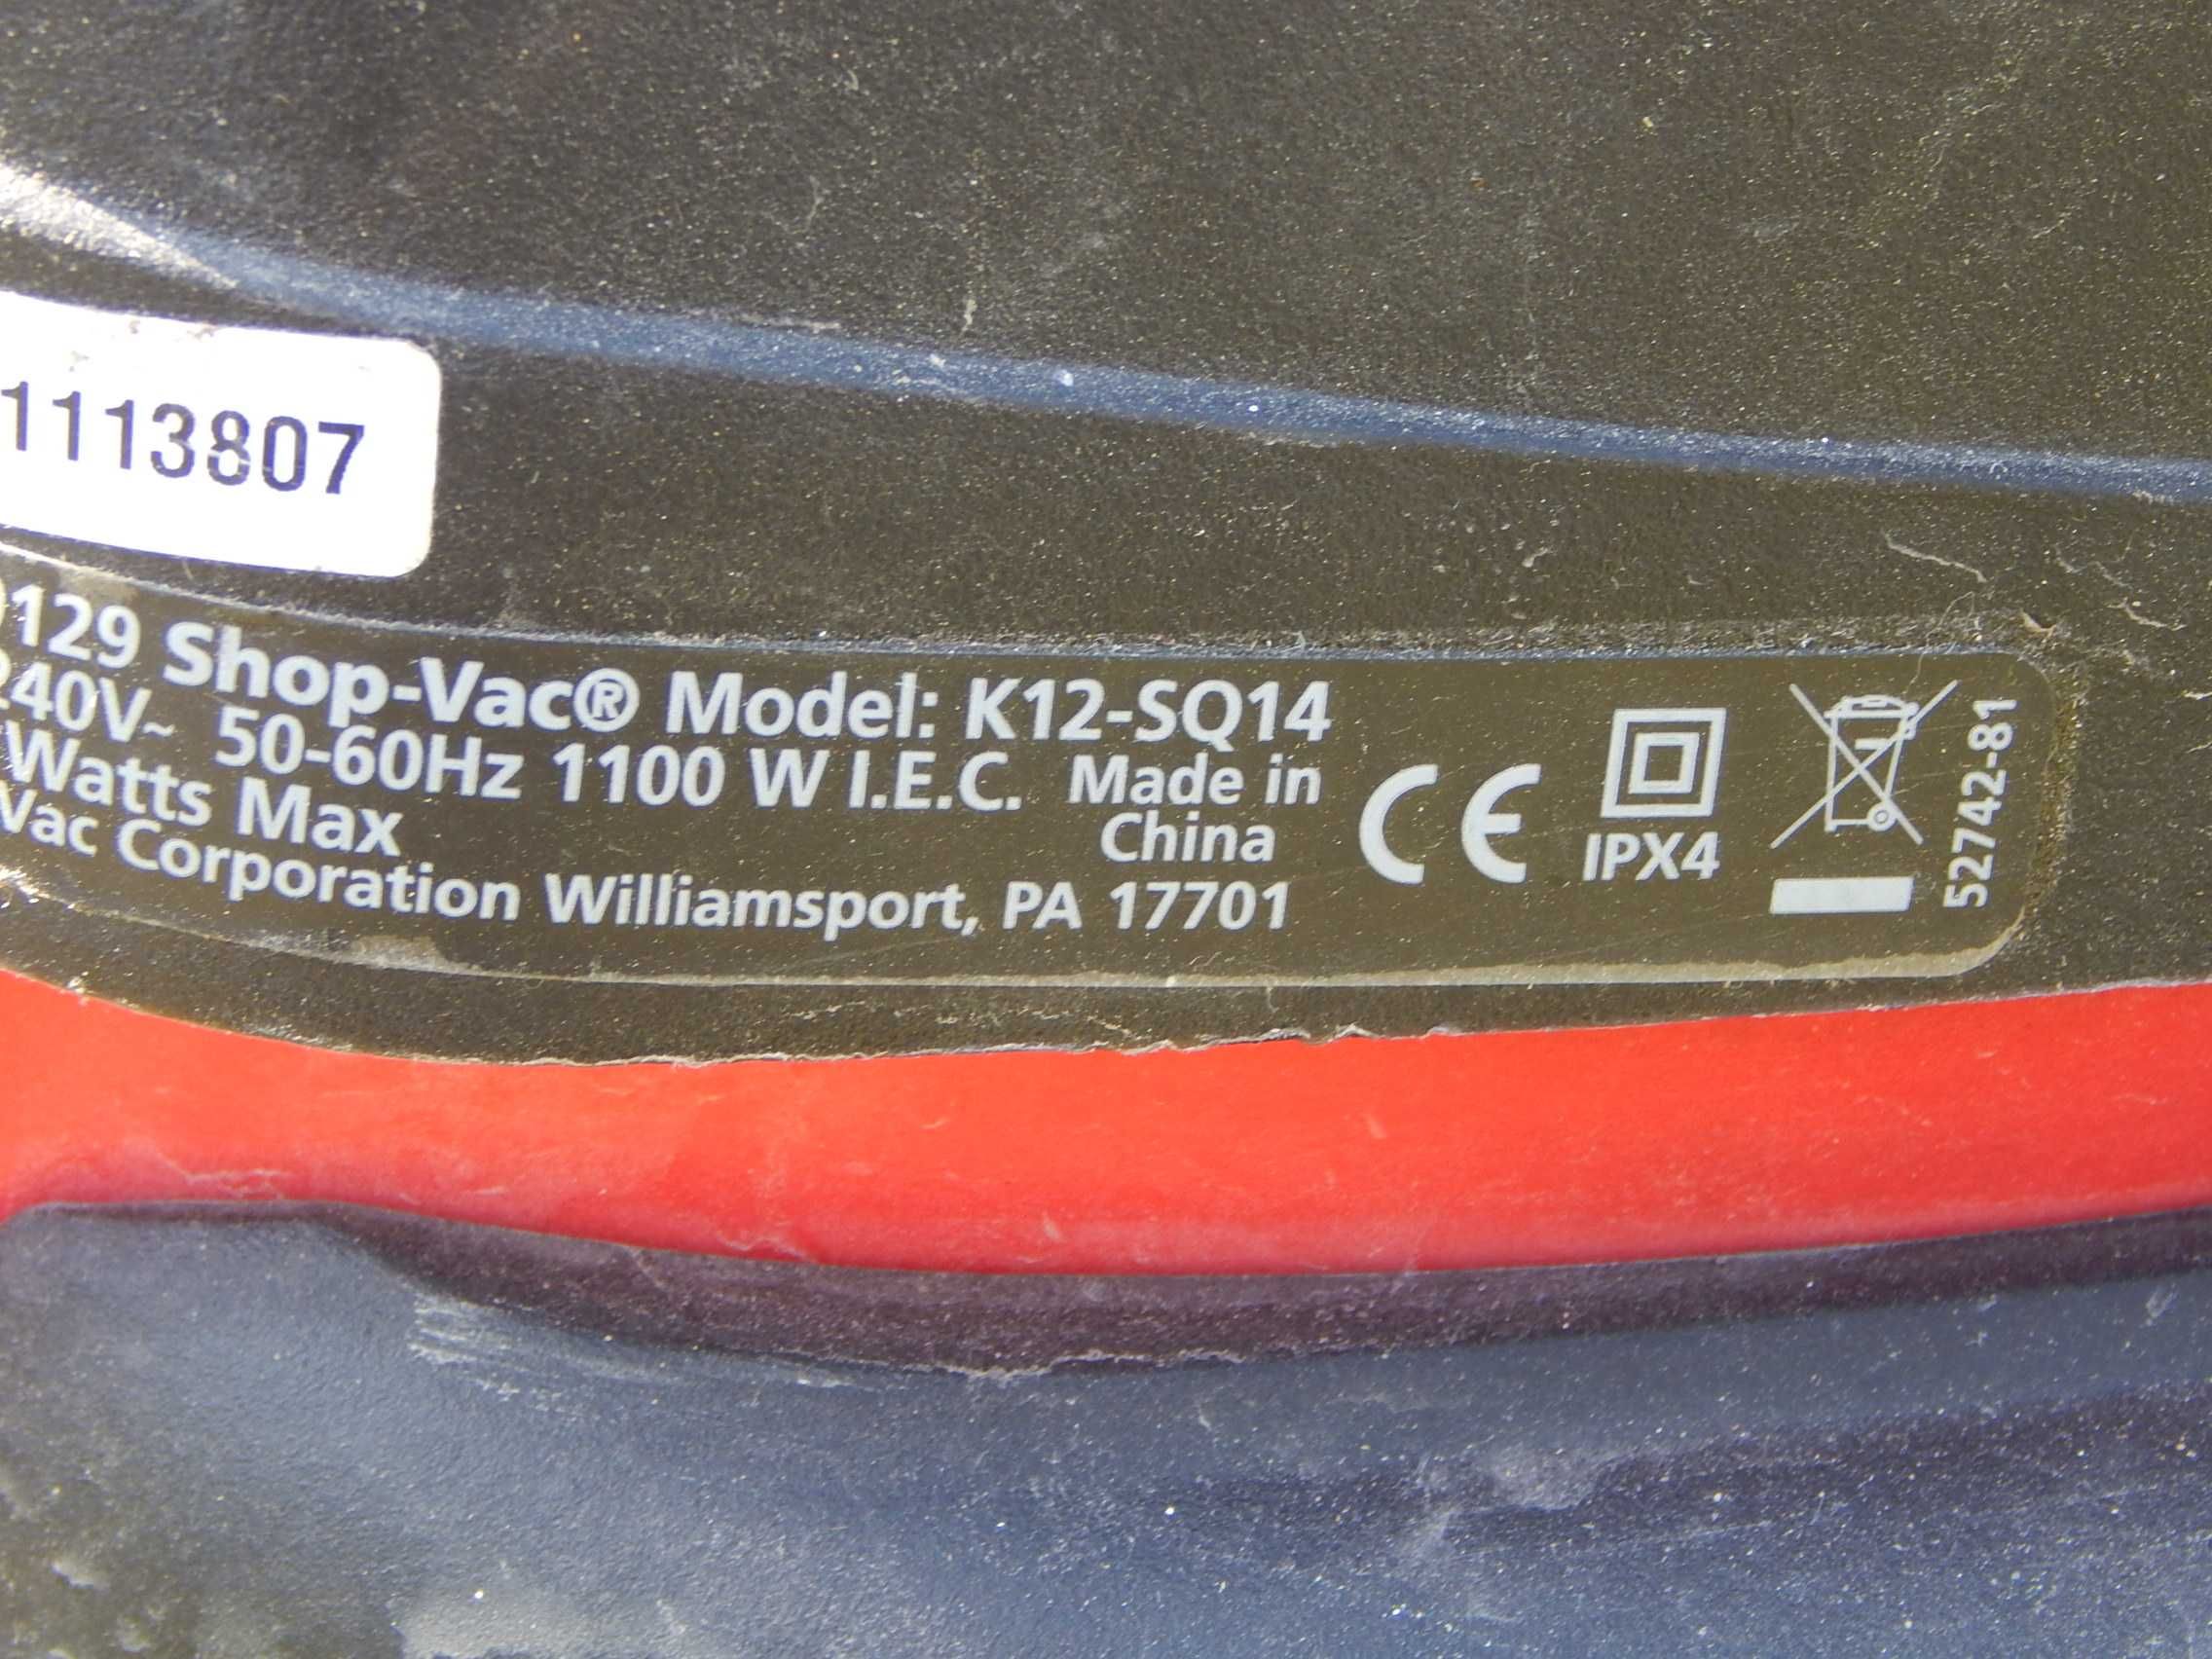 1113807
129 Shop-Vac® Model: K12-SQ14
240V~ 50-60Hz 1100 W I.E.C. Made in
China
Watts Max
Vac Corporation Williamsport, PA 17701
CE
IPX4
52742-81